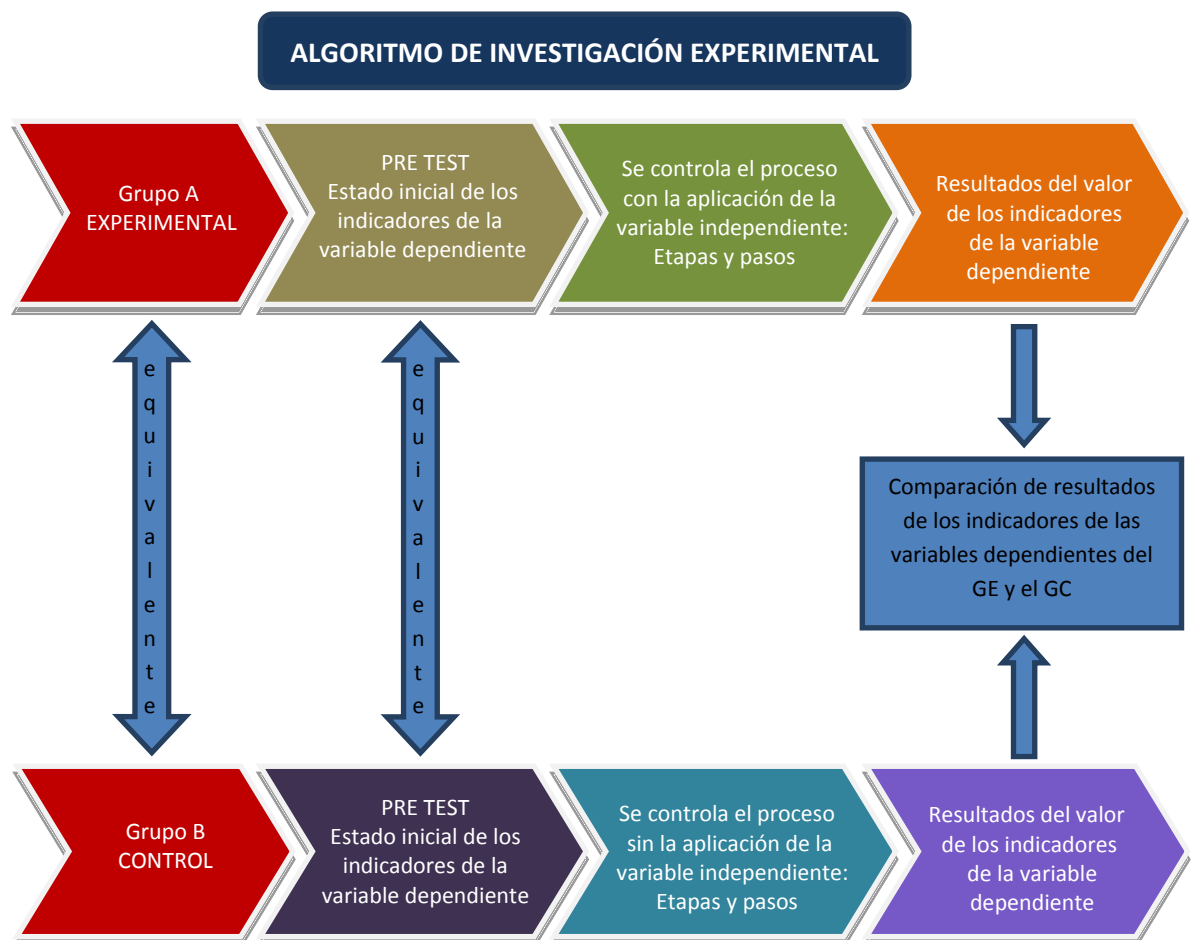 ALGORITMO DE INVESTIGACIÓN EXPERIMENTAL
Grupo A
EXPERIMENTAL
PRE TEST
Estado inicial de los
indicadores de la
variable dependiente
Se controla el proceso
con la aplicación de la
variable independiente:
Etapas y pasos
Resultados del valor
de los indicadores
de la variable
dependiente
e
q
u
i
v
a
l
e
n
t
e
e
q
u
i
v
a
l
e
n
t
e
Comparación de resultados
de los indicadores de las
variables dependientes del
GE y el GC
Grupo B
CONTROL
PRE TEST
Estado inicial de los
indicadores de la
variable dependiente
Se controla el proceso
sin la aplicación de la
variable independiente:
Etapas y pasos
Resultados del valor
de los indicadores
de la variable
dependiente